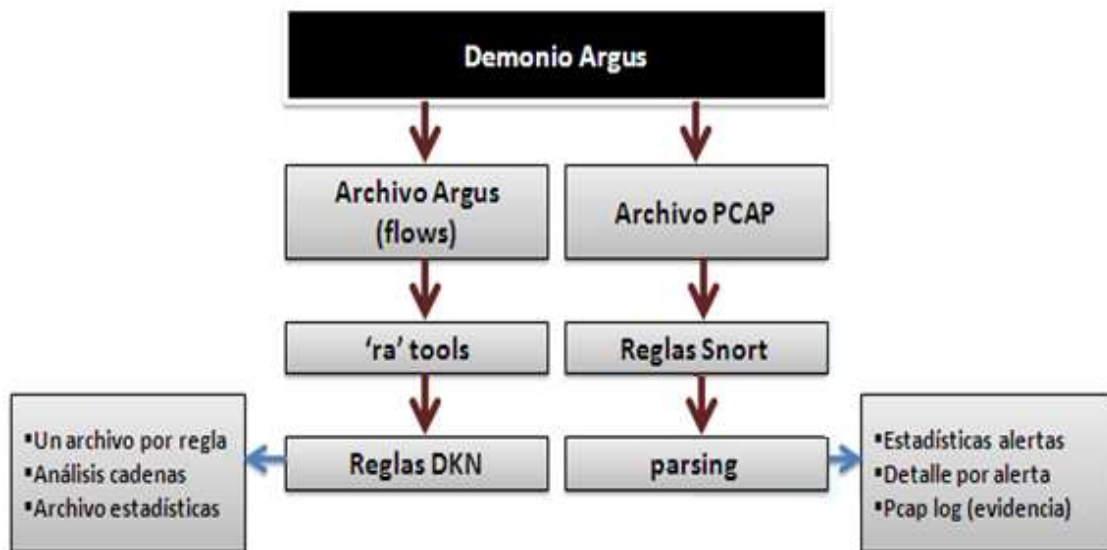 Demonio Argus
Archivo Argus
(flows)
Archivo PCAP
‘ra’ tools
Reglas Snort
▪Un archivo por regla
▪Análisis cadenas
▪Archivo estadísticas
Reglas DKN
parsing
▪Estadísticas alertas
▪Detalle por alerta
▪Pcap log (evidencia)